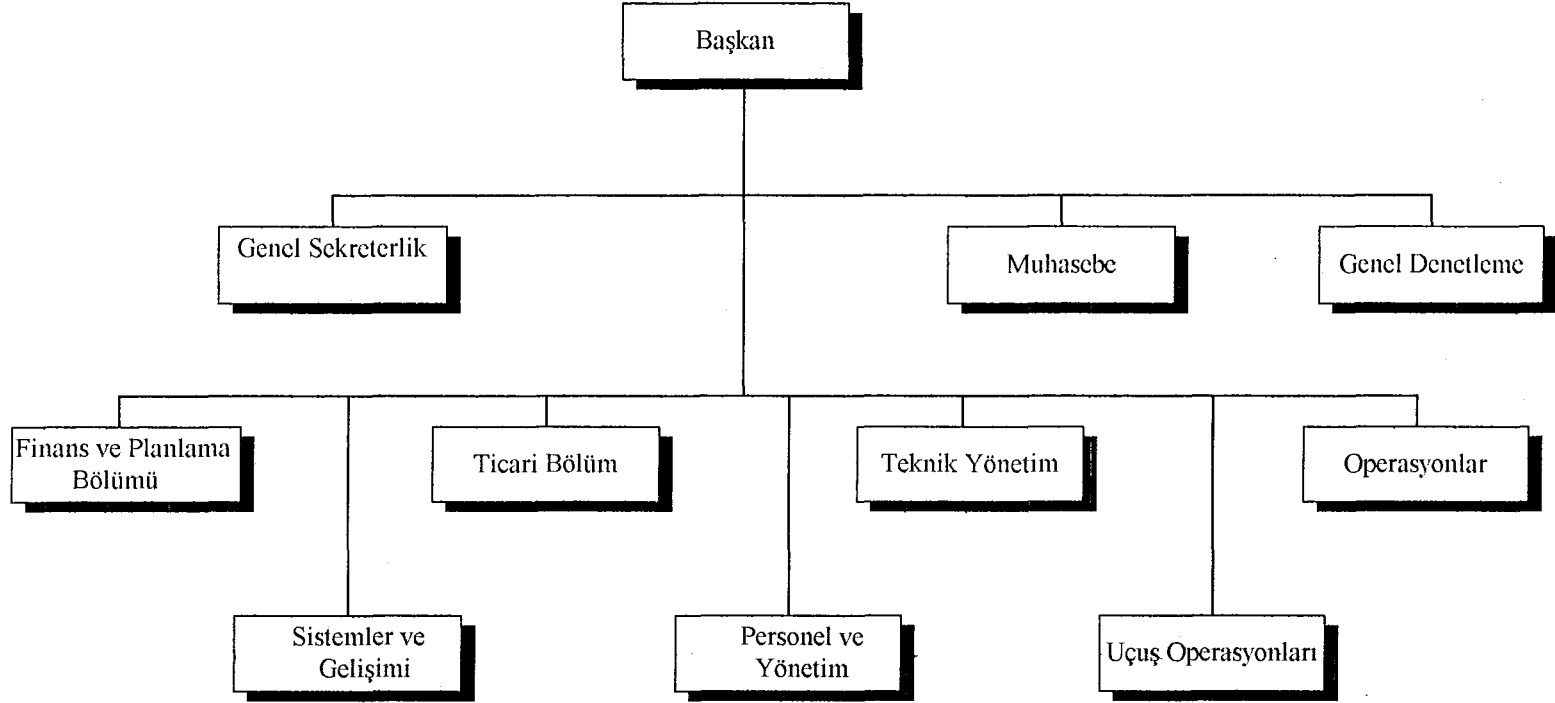 Başkan
Genel Sekreterlik
Muhasebe
Genel Denetleme
Finans ve Planlama
Bölümü
Ticari Bölüm
Teknik Yönetim
Operasyonlar
Sistemler ve
Gelişimi
Personel ve
Yönetim
Uçuş Operasyonları